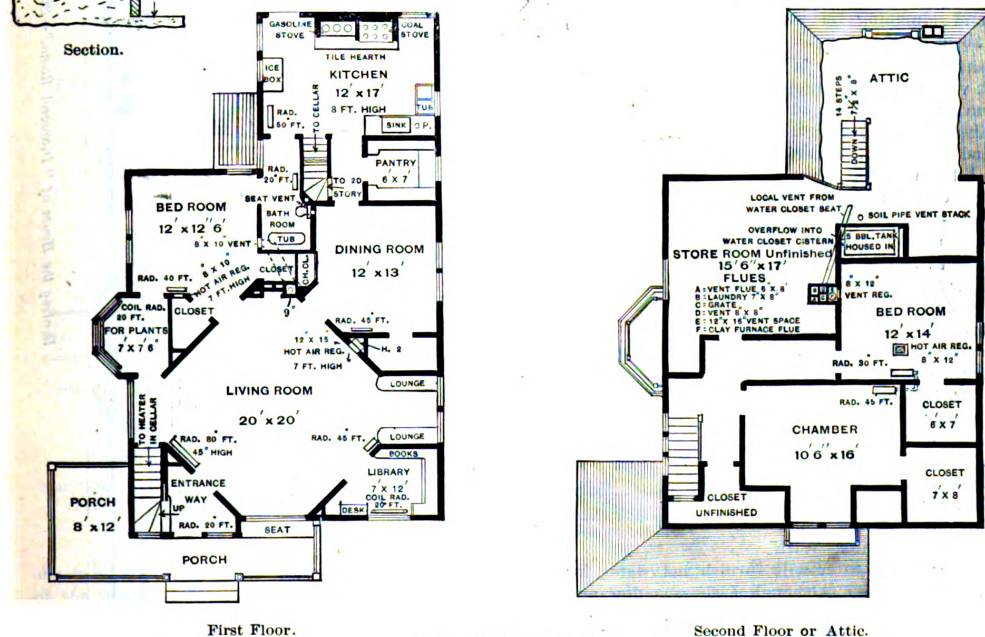 Section.
GASOLINE
STOVE
COAL
STOVE
TILE HEARTH
KITCHEN
12' x 17'
8 FT. HIGH
ICE
BOX
TUB
RAD.
50 FT.
TO CELLAR
SINK
D.P.
PANTRY
6' x 7'
RAD.
20 FT.
TO 2D
STORY
SEAT VENT
BATH
ROOM
TUB
BED ROOM
12' x 12' 6"
8 X 10 VENT
8" X 10"
HOT AIR REG.
7 FT. HIGH
RAD. 40 FT.
CLOSET
CH. CL.
DINING ROOM
12' x 13'
9"
COIL RAD.
20 FT.
FOR PLANTS
7' X 7' 6"
CLOSET
RAD. 45 FT.
12" X 15"
HOT AIR REG.
7 FT. HIGH
H. 2
LIVING ROOM
20' x 20'
LOUNGE
LOUNGE
TO HEATER
IN CELLAR
RAD. 80 FT.
45" HIGH
RAD. 45 FT.
BOOKS
LIBRARY
7' X 12'
COIL RAD.
20 FT.
DESK
ENTRANCE
WAY
UP
RAD. 20 FT.
SEAT
PORCH
8' x 12'
PORCH
First Floor.
ATTIC
14 STEPS
7½" X 8"
DOWN
LOCAL VENT FROM
WATER CLOSET SEAT
SOIL PIPE VENT STACK
OVERFLOW INTO
WATER CLOSET CISTERN
5 BBL. TANK
HOUSED IN
STORE ROOM Unfinished
15' 6" x 17'
FLUES
A = VENT FLUE 6 X 8"
B = LAUNDRY 7" X 8"
C = GRATE
D = VENT 8" X 8"
E = 12" X 16" VENT SPACE
F = CLAY FURNACE FLUE
8" X 12"
VENT REG.
BED ROOM
12' x 14'
HOT AIR REG.
8" X 12"
RAD. 30 FT.
RAD. 45 FT.
CHAMBER
10' 6" x 16'
CLOSET
6' X 7'
CLOSET
7' X 8'
CLOSET
UNFINISHED
Second Floor or Attic.